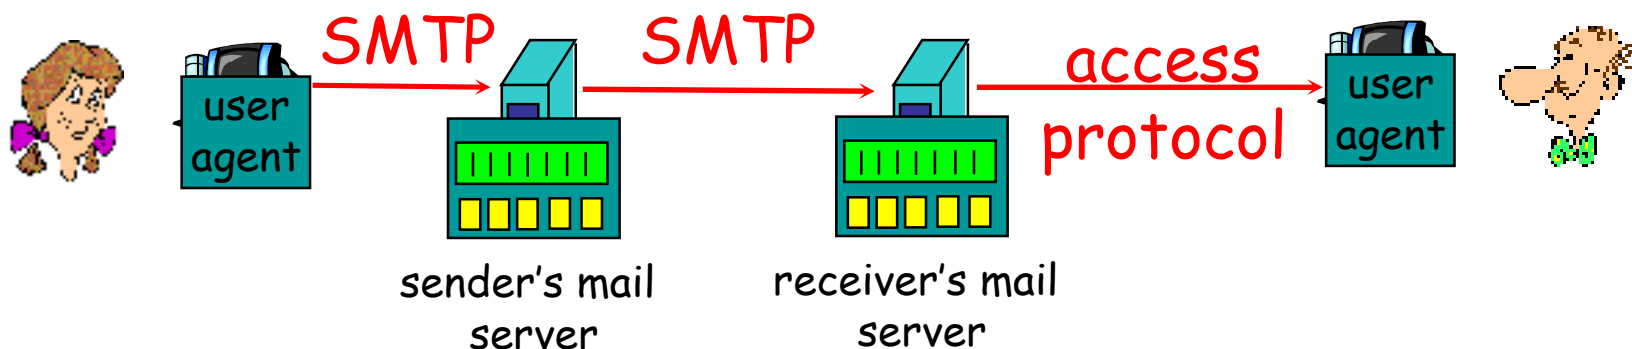 SMTP
SMTP
access
protocol
user
agent
user
agent
sender's mail
server
receiver's mail
server